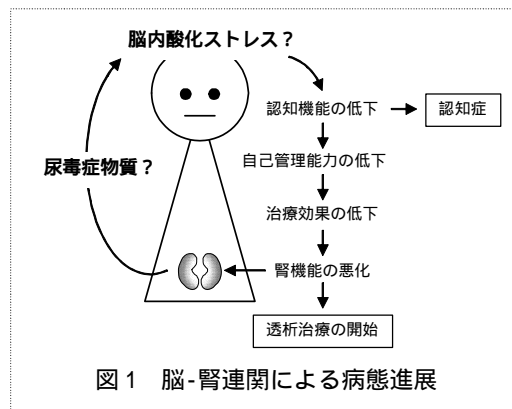 脳内酸化ストレス？
認知機能の低下
認知症
自己管理能力の低下
尿毒症物質？
治療効果の低下
腎機能の悪化
透析治療の開始
図1 脳-腎連関による病態進展